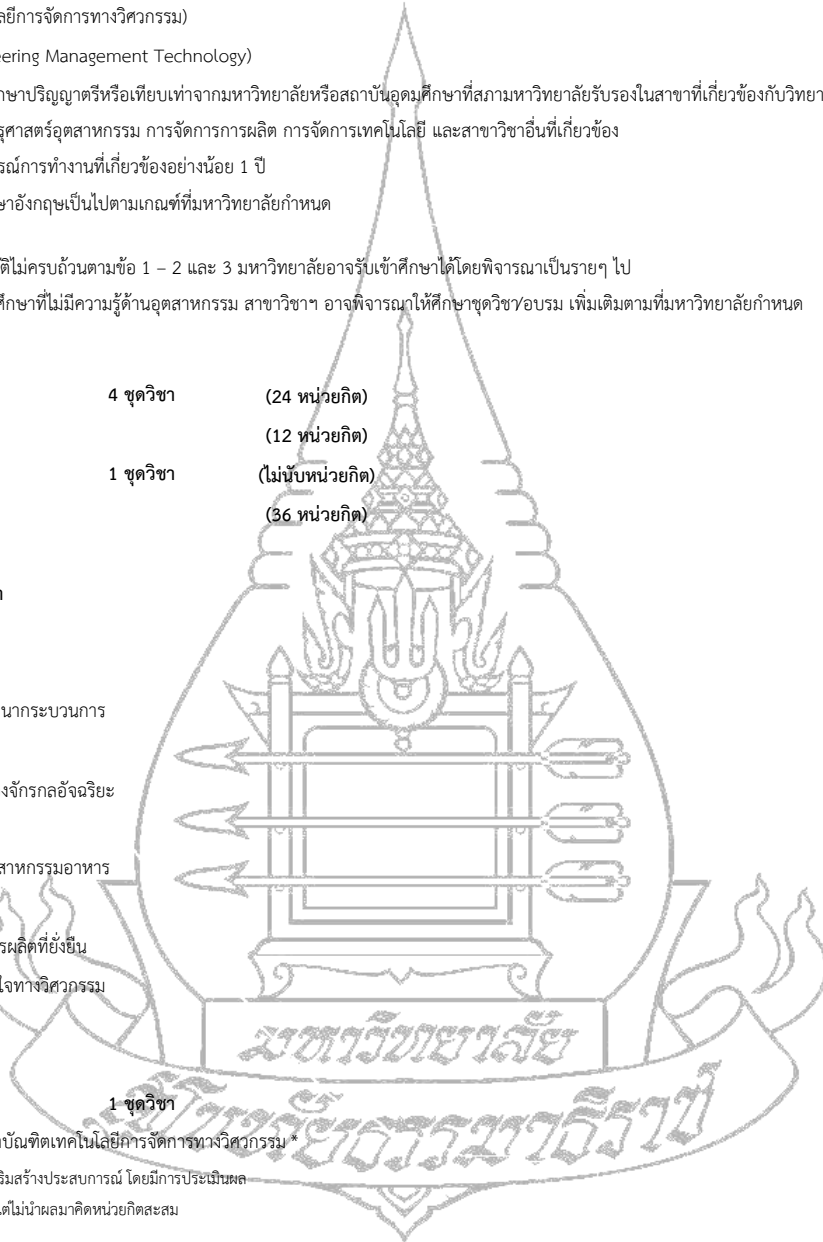 ลยีการจัดการทางวิศวกรรม)
eering Management Technology)
กษาปริญญาตรีหรือเทียบเท่าจากมหาวิทยาลัยหรือสถาบันอุดมศึกษาที่สภามหาวิทยาลัยรับรองในสาขาที่เกี่ยวข้องกับวิทยา
รุศาสตร์อุตสาหกรรม การจัดการการผลิต การจัดการเทคโนโลยี และสาขาวิชาอื่นที่เกี่ยวข้อง
รณ์การทำงานที่เกี่ยวข้องอย่างน้อย 1 ปี
ษาอังกฤษเป็นไปตามเกณฑ์ที่มหาวิทยาลัยกำหนด
ติไม่ครบถ้วนตามข้อ 1 – 2 และ 3 มหาวิทยาลัยอาจรับเข้าศึกษาได้โดยพิจารณาเป็นรายๆ ไป
ศึกษาที่ไม่มีความรู้ด้านอุตสาหกรรม สาขาวิชาฯ อาจพิจารณาให้ศึกษาชุดวิชา/อบรม เพิ่มเติมตามที่มหาวิทยาลัยกำหนด
4 ชุดวิชา (24 หน่วยกิต)
(12 หน่วยกิต)
1 ชุดวิชา (ไม่นับหน่วยกิต)
(36 หน่วยกิต)
า
นากระบวนการ
งจักรกลอัจฉริยะ
สาหกรรมอาหาร
รผลิตที่ยั่งยืน
ใจทางวิศวกรรม
มหาวิทยาลัย
สุโขทัยธรรมาธิราช
1 ชุดวิชา
าบัณฑิตเทคโนโลยีการจัดการทางวิศวกรรม *
ริมสร้างประสบการณ์ โดยมีการประเมินผล
แต่ไม่นำผลมาคิดหน่วยกิตสะสม